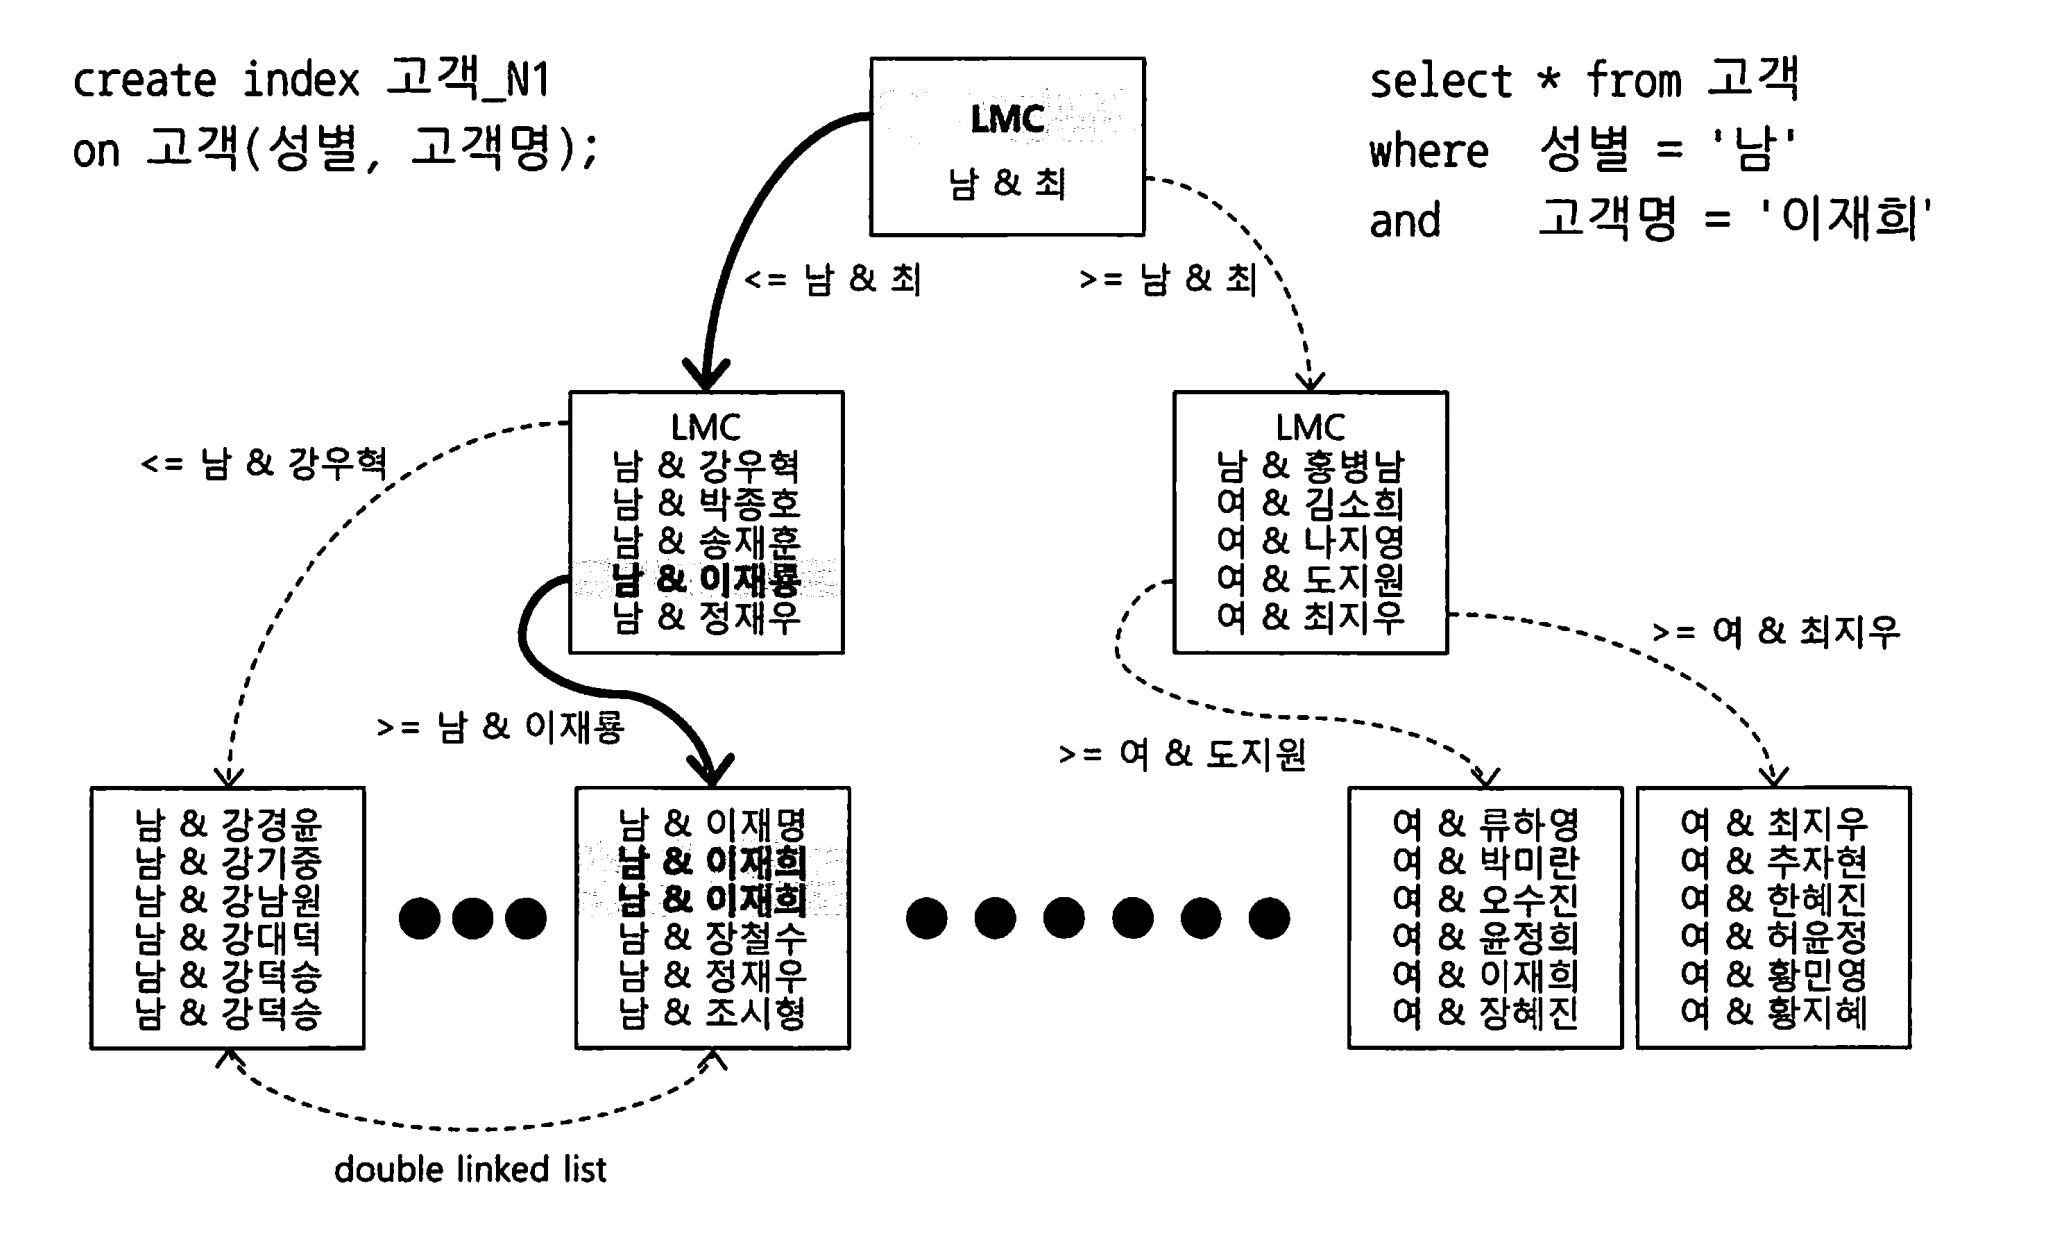 create index 고객_N1
on 고객(성별, 고객명);
select * from 고객
where 성별 = '남'
and 고객명 = '이재희'
LMC
남 & 최
<= 남 & 최
>= 남 & 최
LMC
남 & 강우혁
남 & 박종호
남 & 송재훈
남 & 이재룡
남 & 정재우
LMC
남 & 홍병남
여 & 김소희
여 & 나지영
여 & 도지원
여 & 최지우
<= 남 & 강우혁
>= 남 & 이재룡
>= 여 & 도지원
>= 여 & 최지우
남 & 강경윤
남 & 강기중
남 & 강남원
남 & 강대덕
남 & 강덕승
남 & 강덕승
남 & 이재명
남 & 이재희
남 & 이재희
남 & 장철수
남 & 정재우
남 & 조시형
여 & 류하영
여 & 박미란
여 & 오수진
여 & 윤정희
여 & 이재희
여 & 장혜진
여 & 최지우
여 & 추자현
여 & 한혜진
여 & 허윤정
여 & 황민영
여 & 황지혜
double linked list